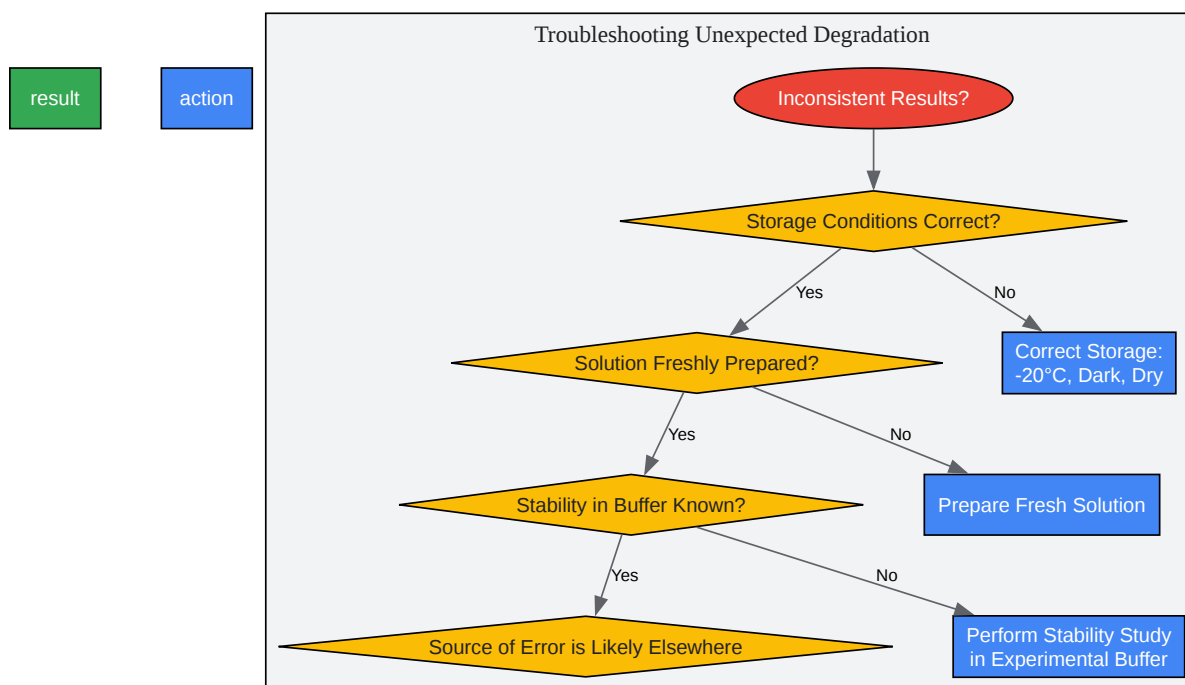 Troubleshooting Unexpected Degradation
result
action
Inconsistent Results?
Storage Conditions Correct?
Yes
No
Solution Freshly Prepared?
Correct Storage:
-20°C, Dark, Dry
Yes
No
Stability in Buffer Known?
Prepare Fresh Solution
Yes
No
Source of Error is Likely Elsewhere
Perform Stability Study
in Experimental Buffer